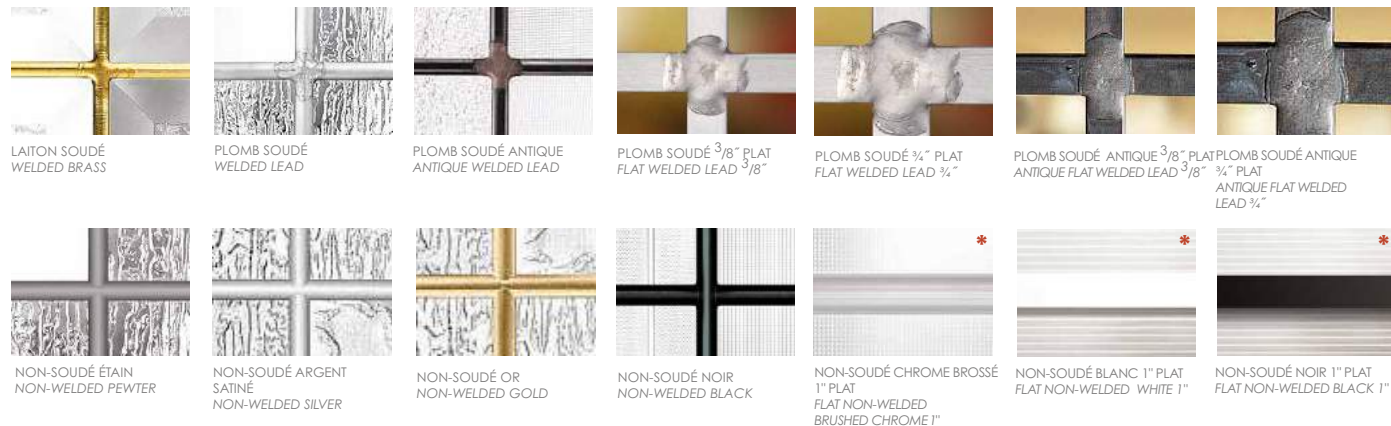 LAITON SOUDÉ
WELDED BRASS
PLOMB SOUDÉ
WELDED LEAD
PLOMB SOUDÉ ANTIQUE
ANTIQUE WELDED LEAD
PLOMB SOUDÉ 3/8˝ PLAT
FLAT WELDED LEAD 3/8˝
PLOMB SOUDÉ ¾˝ PLAT
FLAT WELDED LEAD ¾˝
PLOMB SOUDÉ ANTIQUE 3/8˝ PLAT
ANTIQUE FLAT WELDED LEAD 3/8˝
PLOMB SOUDÉ ANTIQUE
¾˝ PLAT
ANTIQUE FLAT WELDED
LEAD ¾˝
NON-SOUDÉ ÉTAIN
NON-WELDED PEWTER
NON-SOUDÉ ARGENT
SATINÉ
NON-WELDED SILVER
NON-SOUDÉ OR
NON-WELDED GOLD
NON-SOUDÉ NOIR
NON-WELDED BLACK
*
NON-SOUDÉ CHROME BROSSÉ
1" PLAT
FLAT NON-WELDED
BRUSHED CHROME 1"
*
NON-SOUDÉ BLANC 1" PLAT
FLAT NON-WELDED WHITE 1"
*
NON-SOUDÉ NOIR 1" PLAT
FLAT NON-WELDED BLACK 1"